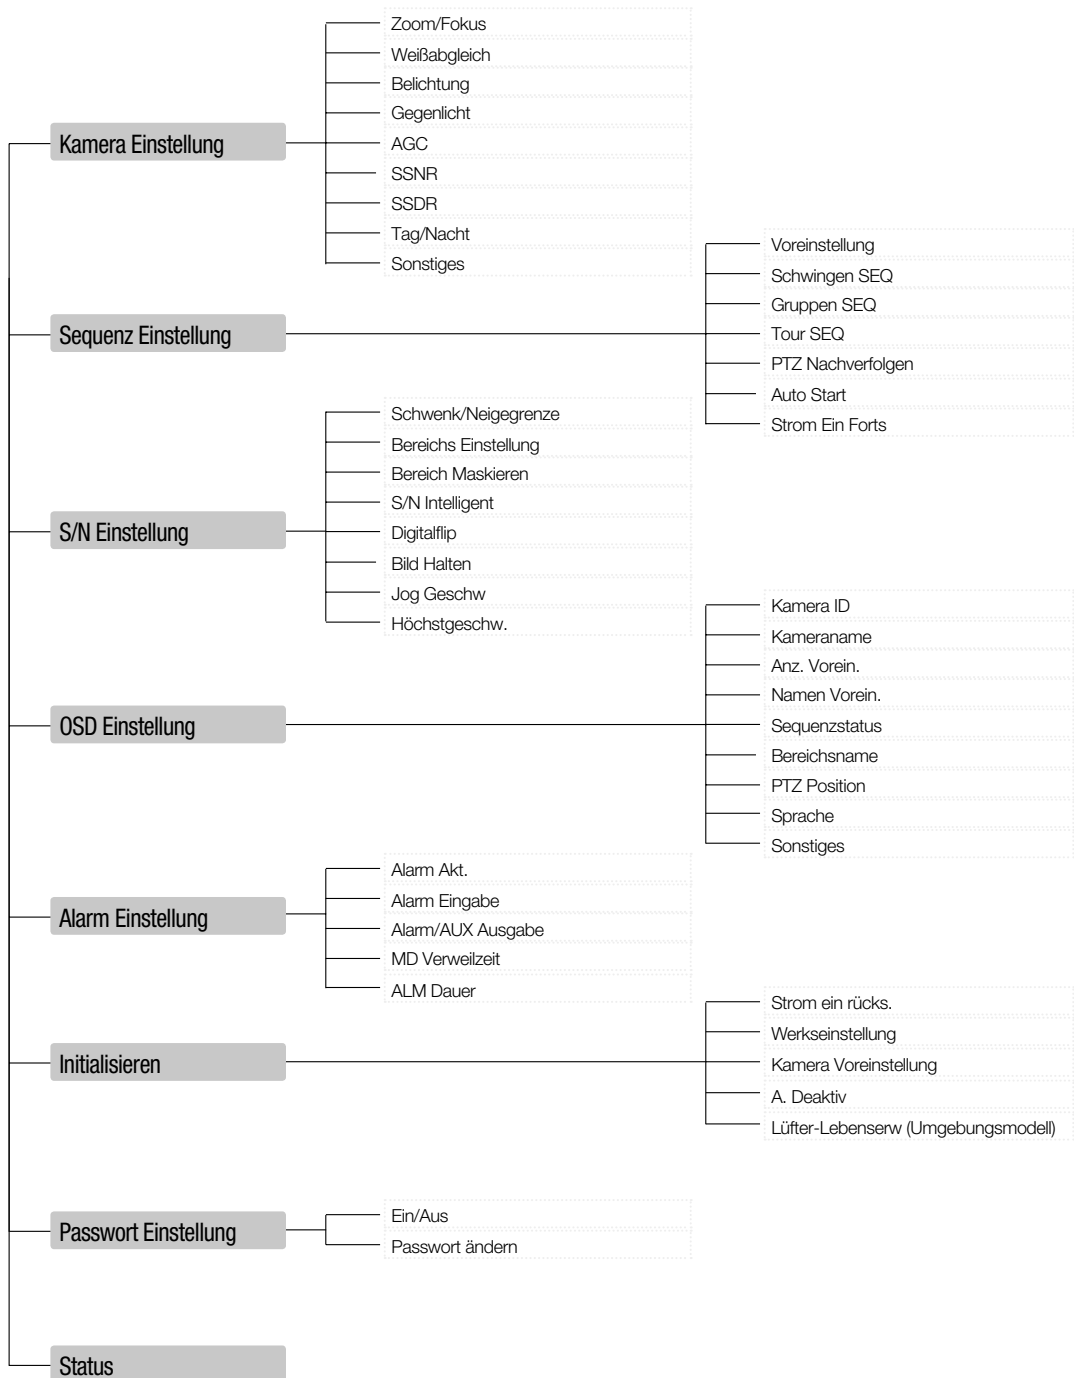 Kamera Einstellung
Zoom/Fokus
Weißabgleich
Belichtung
Gegenlicht
AGC
SSNR
SSDR
Tag/Nacht
Sonstiges
Sequenz Einstellung
Voreinstellung
Schwingen SEQ
Gruppen SEQ
Tour SEQ
PTZ Nachverfolgen
Auto Start
Strom Ein Forts
S/N Einstellung
Schwenk/Neigegrenze
Bereichs Einstellung
Bereich Maskieren
S/N Intelligent
Digitalflip
Bild Halten
Jog Geschw
Höchstgeschw.
OSD Einstellung
Kamera ID
Kameraname
Anz. Vorein.
Namen Vorein.
Sequenzstatus
Bereichsname
PTZ Position
Sprache
Sonstiges
Alarm Einstellung
Alarm Akt.
Alarm Eingabe
Alarm/AUX Ausgabe
MD Verweilzeit
ALM Dauer
Initialisieren
Strom ein rücks.
Werkseinstellung
Kamera Voreinstellung
A. Deaktiv
Lüfter-Lebenserw (Umgebungsmodell)
Passwort Einstellung
Ein/Aus
Passwort ändern
Status